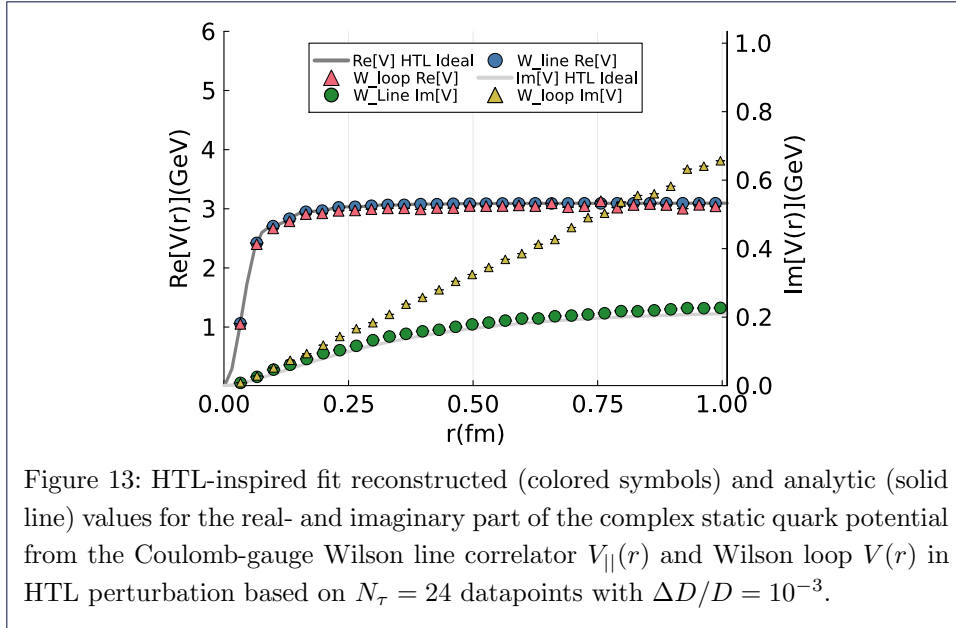 6
5
4
3
2
1
Re[V(r)](GeV)
Re[V] HTL Ideal
W_line Re[V]
W_loop Re[V]
Im[V] HTL Ideal
W_Line Im[V]
W_loop Im[V]
1.0
0.8
0.6
0.4
0.2
0.0
Im[V(r)](GeV)
0.00 0.25 0.50 0.75 1.00
r(fm)
Figure 13: HTL-inspired fit reconstructed (colored symbols) and analytic (solid
line) values for the real- and imaginary part of the complex static quark potential
from the Coulomb-gauge Wilson line correlator V_{||}(r) and Wilson loop V(r) in
HTL perturbation based on N_τ = 24 datapoints with ΔD/D = 10^{-3}.